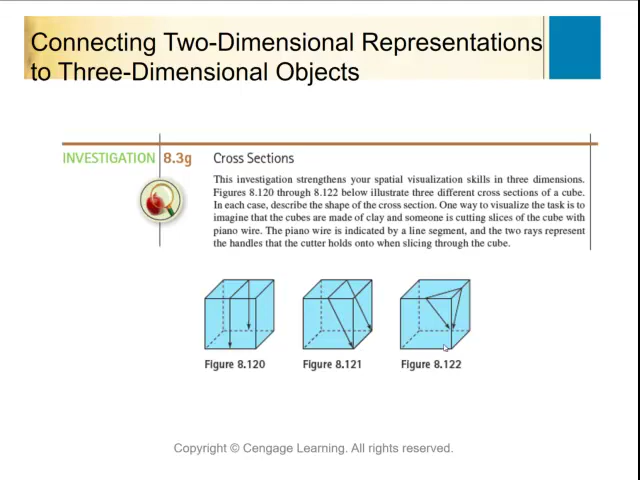 Connecting Two-Dimensional Representations
to Three-Dimensional Objects
INVESTIGATION 8.3g Cross Sections
This investigation strengthens your spatial visualization skills in three dimensions.
Figures 8.120 through 8.122 below illustrate three different cross sections of a cube.
In each case, describe the shape of the cross section. One way to visualize the task is to
imagine that the cubes are made of clay and someone is cutting slices of the cube with
piano wire. The piano wire is indicated by a line segment, and the two rays represent
the handles that the cutter holds onto when slicing through the cube.
Figure 8.120 Figure 8.121 Figure 8.122
Copyright © Cengage Learning. All rights reserved.